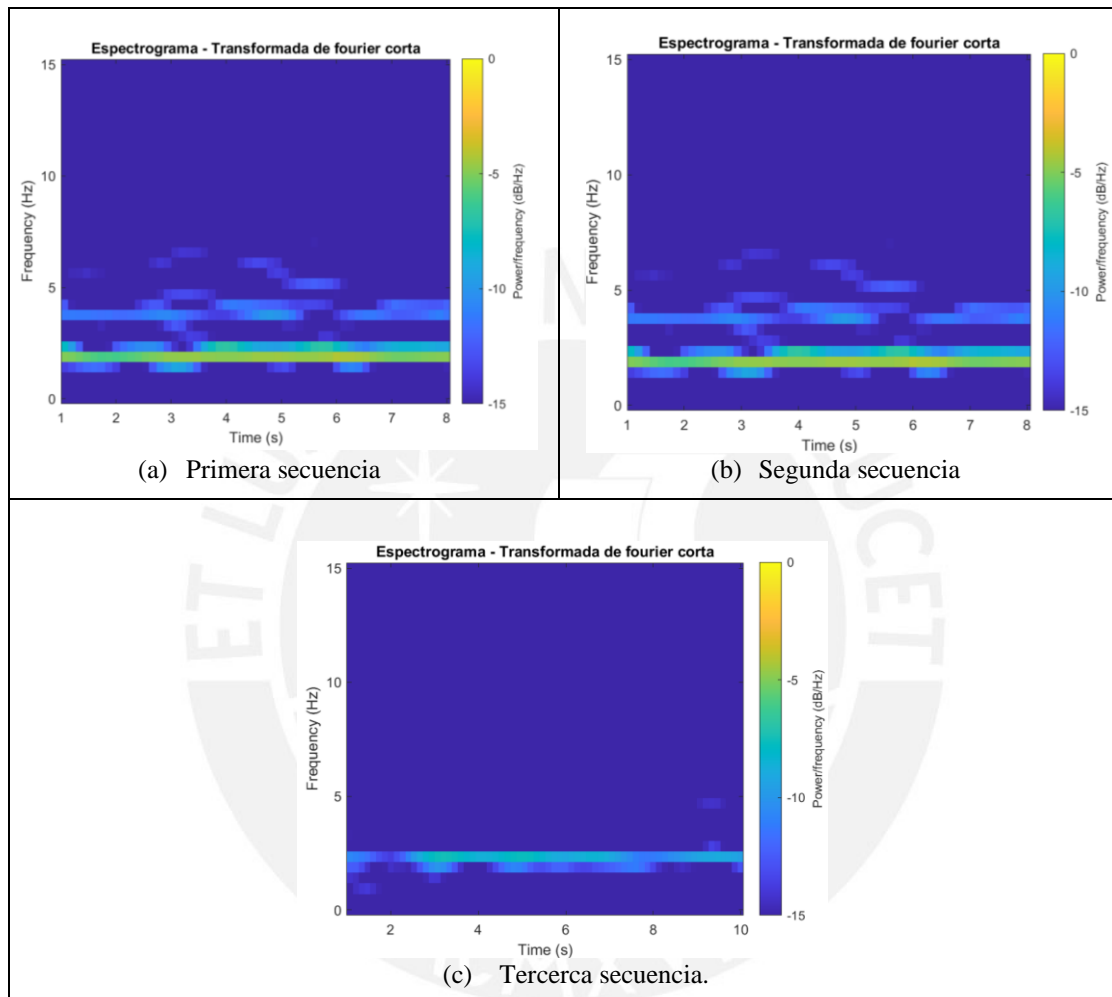 Espectrograma - Transformada de fourier corta
15
10
5
0
Frequency (Hz)
1 2 3 4 5 6 7 8
Time (s)
0
-5
-10
-15
Power/frequency (dB/Hz)
(a) Primera secuencia
Espectrograma - Transformada de fourier corta
15
10
5
0
Frequency (Hz)
1 2 3 4 5 6 7 8
Time (s)
0
-5
-10
-15
Power/frequency (dB/Hz)
(b) Segunda secuencia
Espectrograma - Transformada de fourier corta
15
10
5
0
Frequency (Hz)
2 4 6 8 10
Time (s)
0
-5
-10
-15
Power/frequency (dB/Hz)
(c) Tercerca secuencia.
ET L
UCET
N